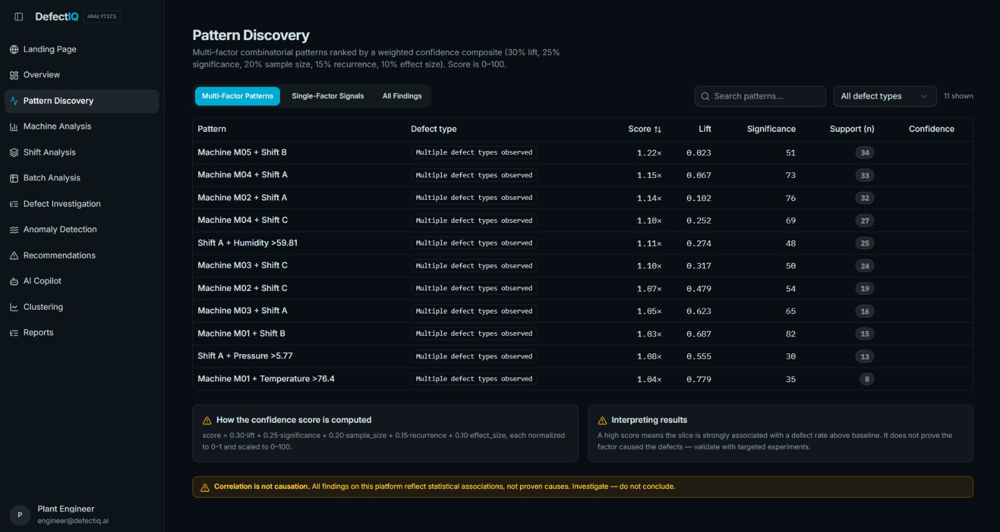 DefectIQ ANALYTICS
Landing Page
Overview
Pattern Discovery
Machine Analysis
Shift Analysis
Batch Analysis
Defect Investigation
Anomaly Detection
Recommendations
AI Copilot
Clustering
Reports
P
Plant Engineer
engineer@defectiq.ai
Pattern Discovery
Multi-factor combinatorial patterns ranked by a weighted confidence composite (30% lift, 25%
significance, 20% sample size, 15% recurrence, 10% effect size). Score is 0–100.
Multi-Factor Patterns Single-Factor Signals All Findings
Search patterns... All defect types 11 shown
Pattern Defect type Score Lift Significance Support (n) Confidence
Machine M05 + Shift B Multiple defect types observed 1.22× 0.023 51 34
Machine M04 + Shift A Multiple defect types observed 1.15× 0.067 73 33
Machine M02 + Shift A Multiple defect types observed 1.14× 0.102 76 32
Machine M04 + Shift C Multiple defect types observed 1.10× 0.252 69 27
Shift A + Humidity >59.81 Multiple defect types observed 1.11× 0.274 48 25
Machine M03 + Shift C Multiple defect types observed 1.10× 0.317 50 24
Machine M02 + Shift C Multiple defect types observed 1.07× 0.479 54 19
Machine M03 + Shift A Multiple defect types observed 1.05× 0.623 65 16
Machine M01 + Shift B Multiple defect types observed 1.03× 0.687 82 15
Shift A + Pressure >5.77 Multiple defect types observed 1.08× 0.555 30 13
Machine M01 + Temperature >76.4 Multiple defect types observed 1.04× 0.779 35 8
How the confidence score is computed
score = 0.30·lift + 0.25·significance + 0.20·sample_size + 0.15·recurrence + 0.10·effect_size, each normalized
to 0–1 and scaled to 0–100.
Interpreting results
A high score means the slice is strongly associated with a defect rate above baseline. It does not prove the
factor caused the defects — validate with targeted experiments.
Correlation is not causation. All findings on this platform reflect statistical associations, not proven causes. Investigate — do not conclude.